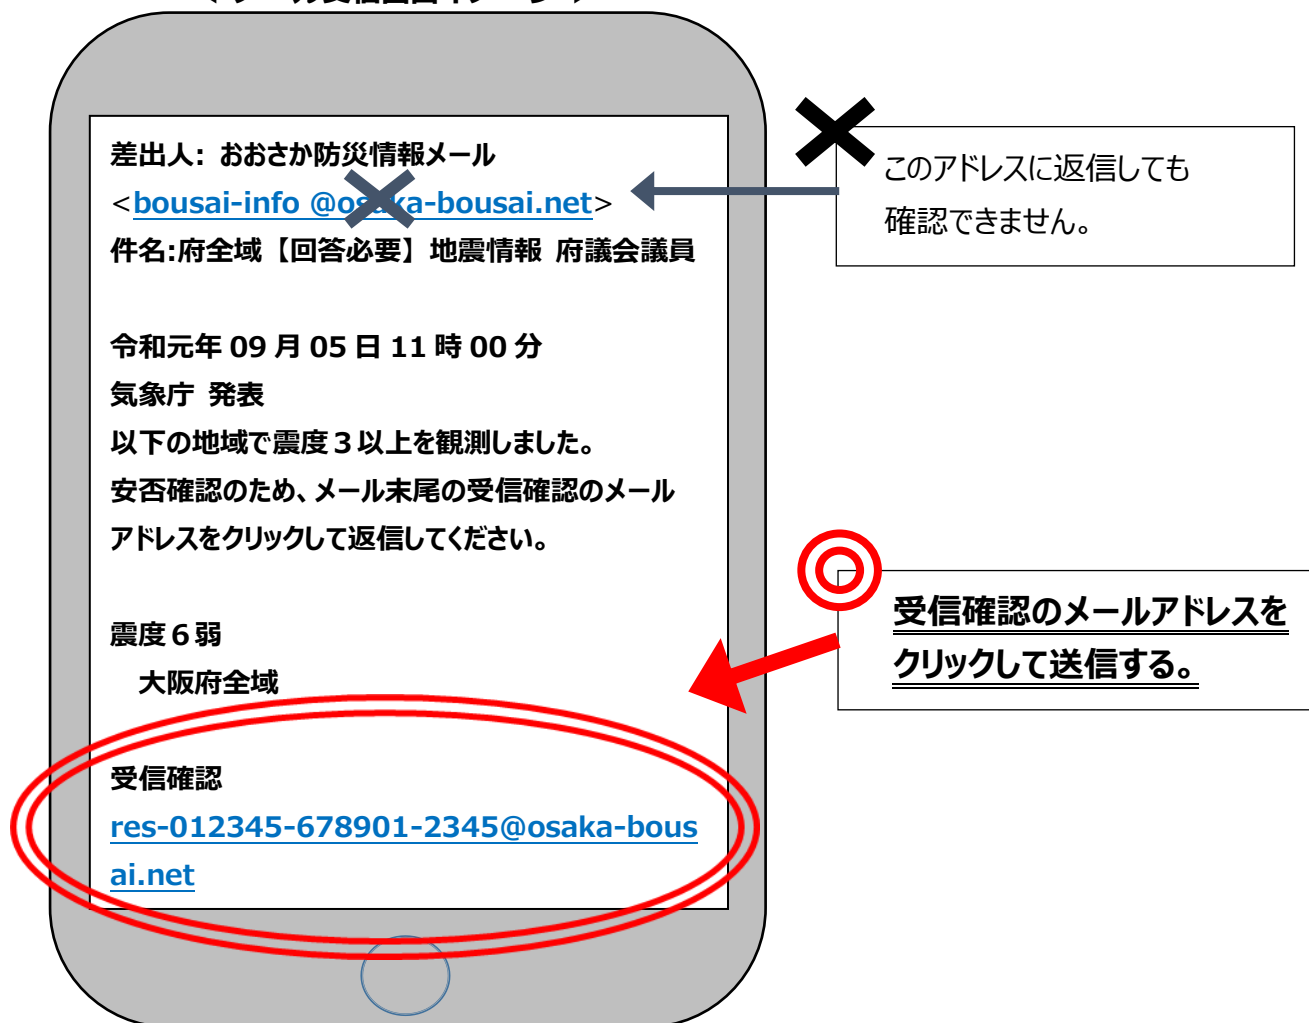 差出人: おおさか防災情報メール
<bousai-info @osaka-bousai.net>
件名:府全域【回答必要】地震情報 府議会議員
令和元年 09 月 05 日 11 時 00 分
気象庁 発表
以下の地域で震度３以上を観測しました。
安否確認のため、メール末尾の受信確認のメール
アドレスをクリックして返信してください。
震度６弱
大阪府全域
受信確認
res-012345-678901-2345@osaka-bous
ai.net
このアドレスに返信しても
確認できません。
受信確認のメールアドレスを
クリックして送信する。